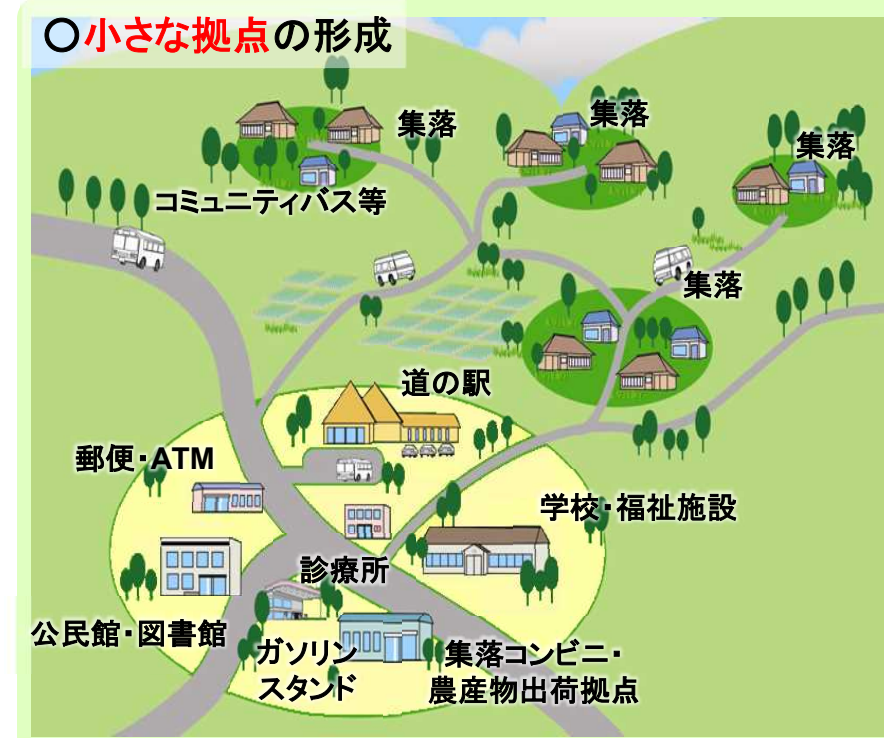 〇小さな拠点の形成
集落
集落
集落
コミュニティバス等
集落
道の駅
郵便・ATM
学校・福祉施設
診療所
公民館・図書館
ガソリン
スタンド
集落コンビニ・
農産物出荷拠点